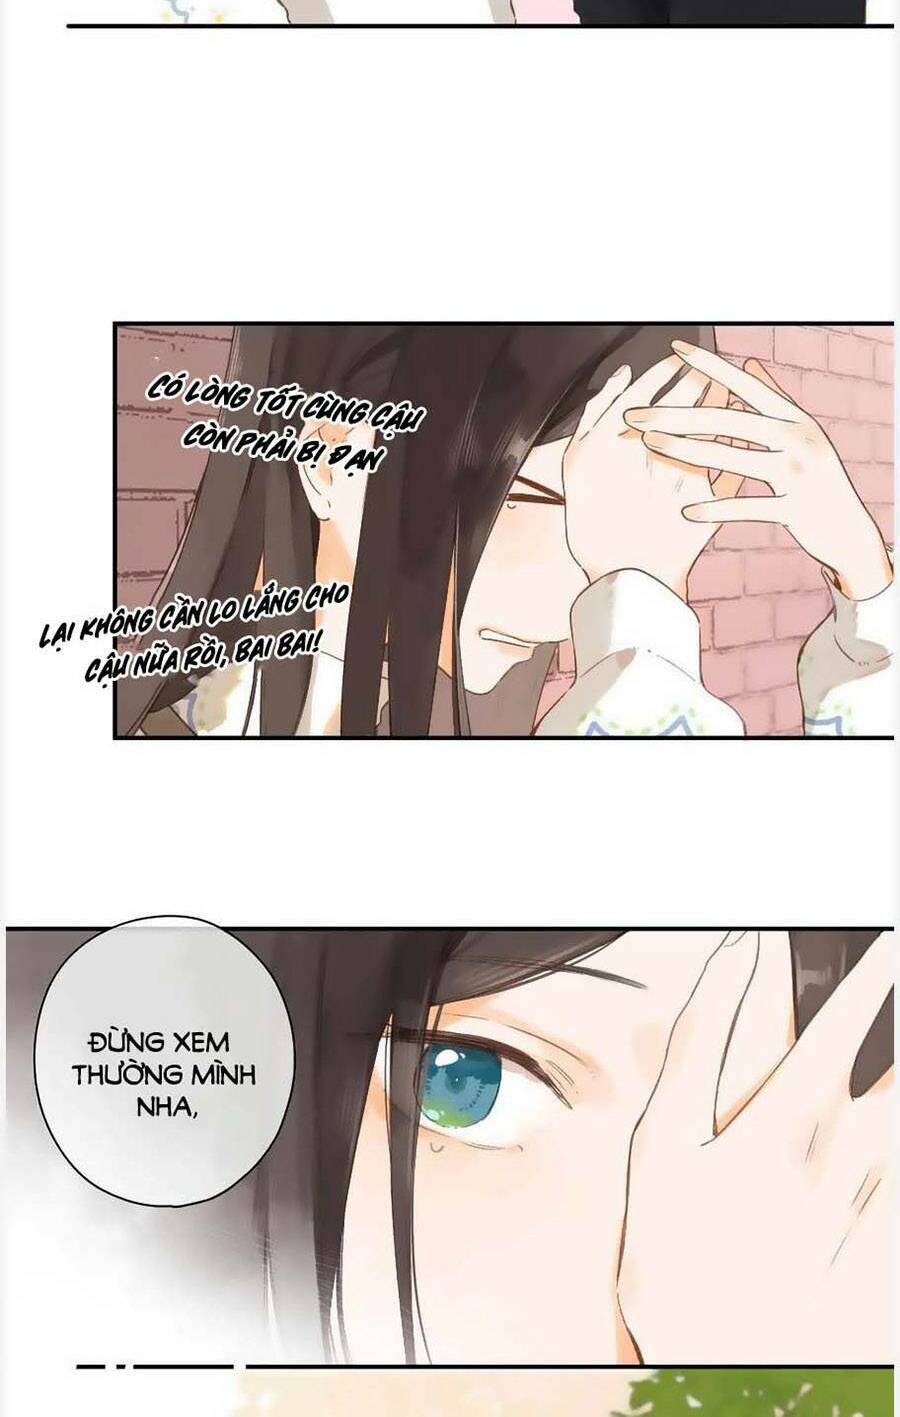 CÓ LÒNG TỐT CÙNG CẬU
CÒN PHẢI BỊ ĐẠN
LẠI KHÔNG CẦN LO LẮNG CHO
CẬU NỮA RỒI, BAI BAI!
ĐỪNG XEM
THƯỜNG MÌNH
NHA,